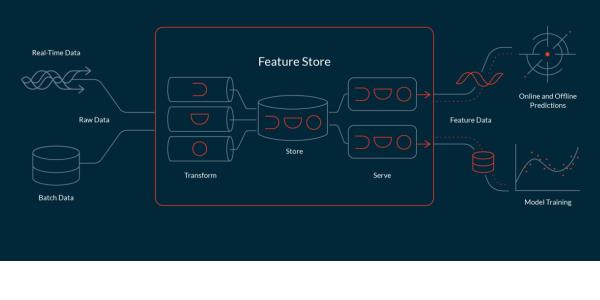 Feature Store
Real-Time Data
Raw Data
Batch Data
Transform
Store
Serve
Feature Data
Online and Offline
Predictions
Model Training